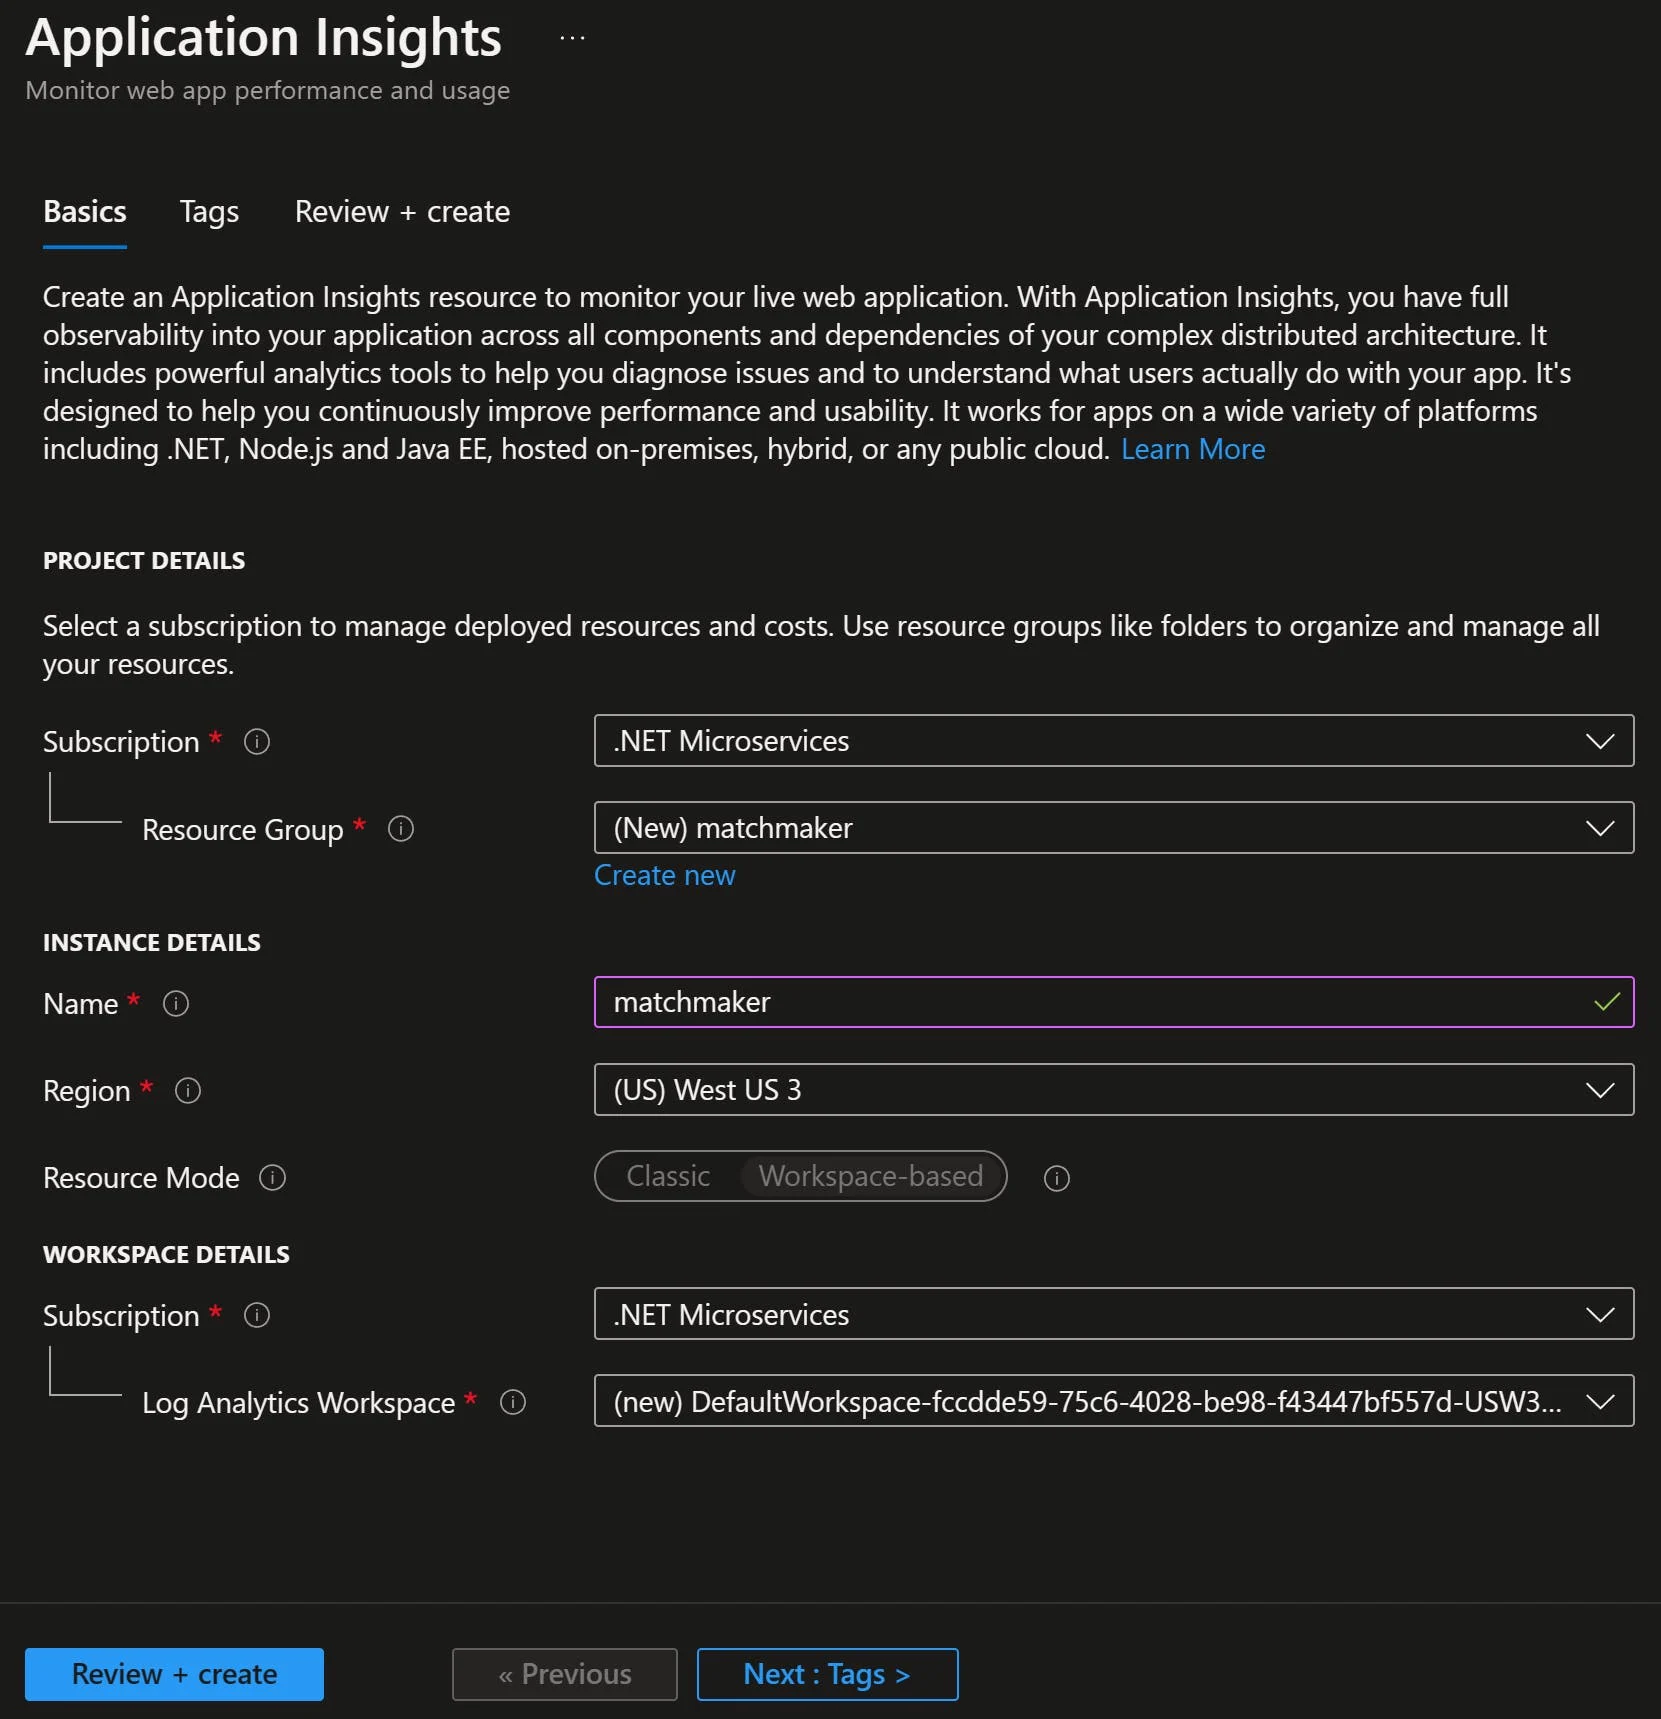 Application Insights ...
Monitor web app performance and usage
Basics Tags Review + create
Create an Application Insights resource to monitor your live web application. With Application Insights, you have full
observability into your application across all components and dependencies of your complex distributed architecture. It
includes powerful analytics tools to help you diagnose issues and to understand what users actually do with your app. It's
designed to help you continuously improve performance and usability. It works for apps on a wide variety of platforms
including .NET, Node.js and Java EE, hosted on-premises, hybrid, or any public cloud. Learn More
PROJECT DETAILS
Select a subscription to manage deployed resources and costs. Use resource groups like folders to organize and manage all
your resources.
Subscription * .NET Microservices
Resource Group * (New) matchmaker
Create new
INSTANCE DETAILS
Name * matchmaker
Region * (US) West US 3
Resource Mode Classic Workspace-based
WORKSPACE DETAILS
Subscription * .NET Microservices
Log Analytics Workspace * (new) DefaultWorkspace-fccdde59-75c6-4028-be98-f43447bf557d-USW3...
Review + create « Previous Next : Tags >